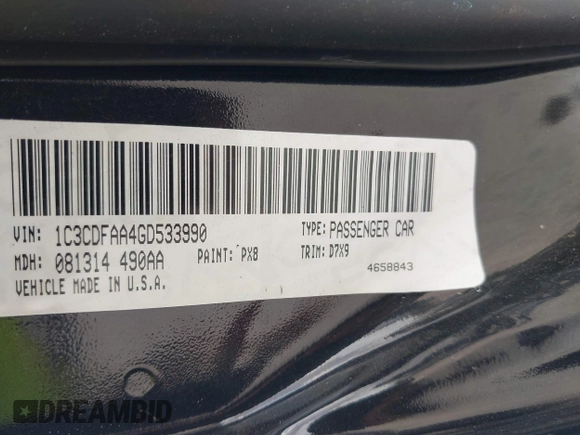 VIN: 1C3CDFAA4GD533990 TYPE: PASSENGER CAR
MDH: 081314 490AA PAINT: PX8 TRIM: D7X9
VEHICLE MADE IN U.S.A. 4658843
DREAMBID